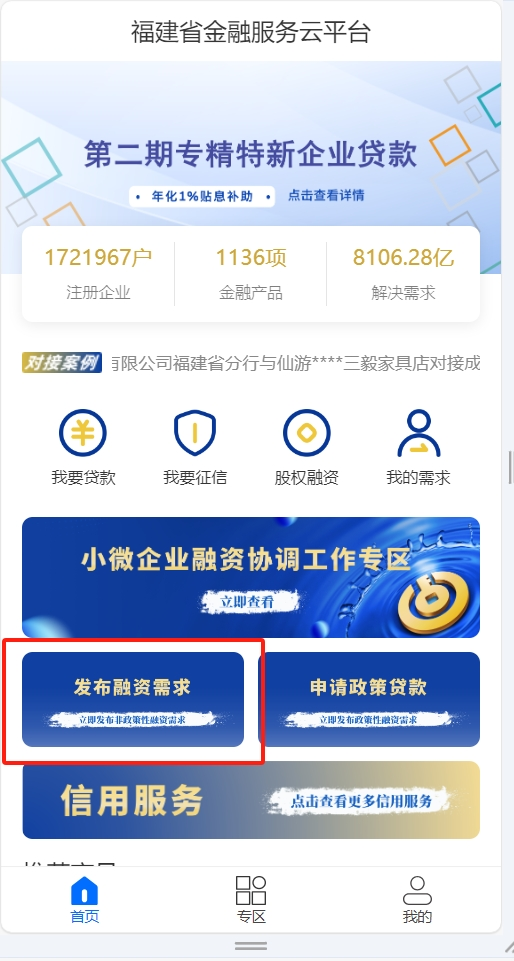 福建省金融服务云平台
第二期专精特新企业贷款
• 年化1%贴息补助 • 点击查看详情
1721967户 1136项 8106.28亿
注册企业 金融产品 解决需求
对接案例 有限公司福建省分行与仙游****三毅家具店对接成
我要贷款 我要征信 股权融资 我的需求
小微企业融资协调工作专区
立即查看
发布融资需求 申请政策贷款
立即发布非政策性融资需求 立即发布政策性融资需求
信用服务 点击查看更多信用服务
首页 专区 我的